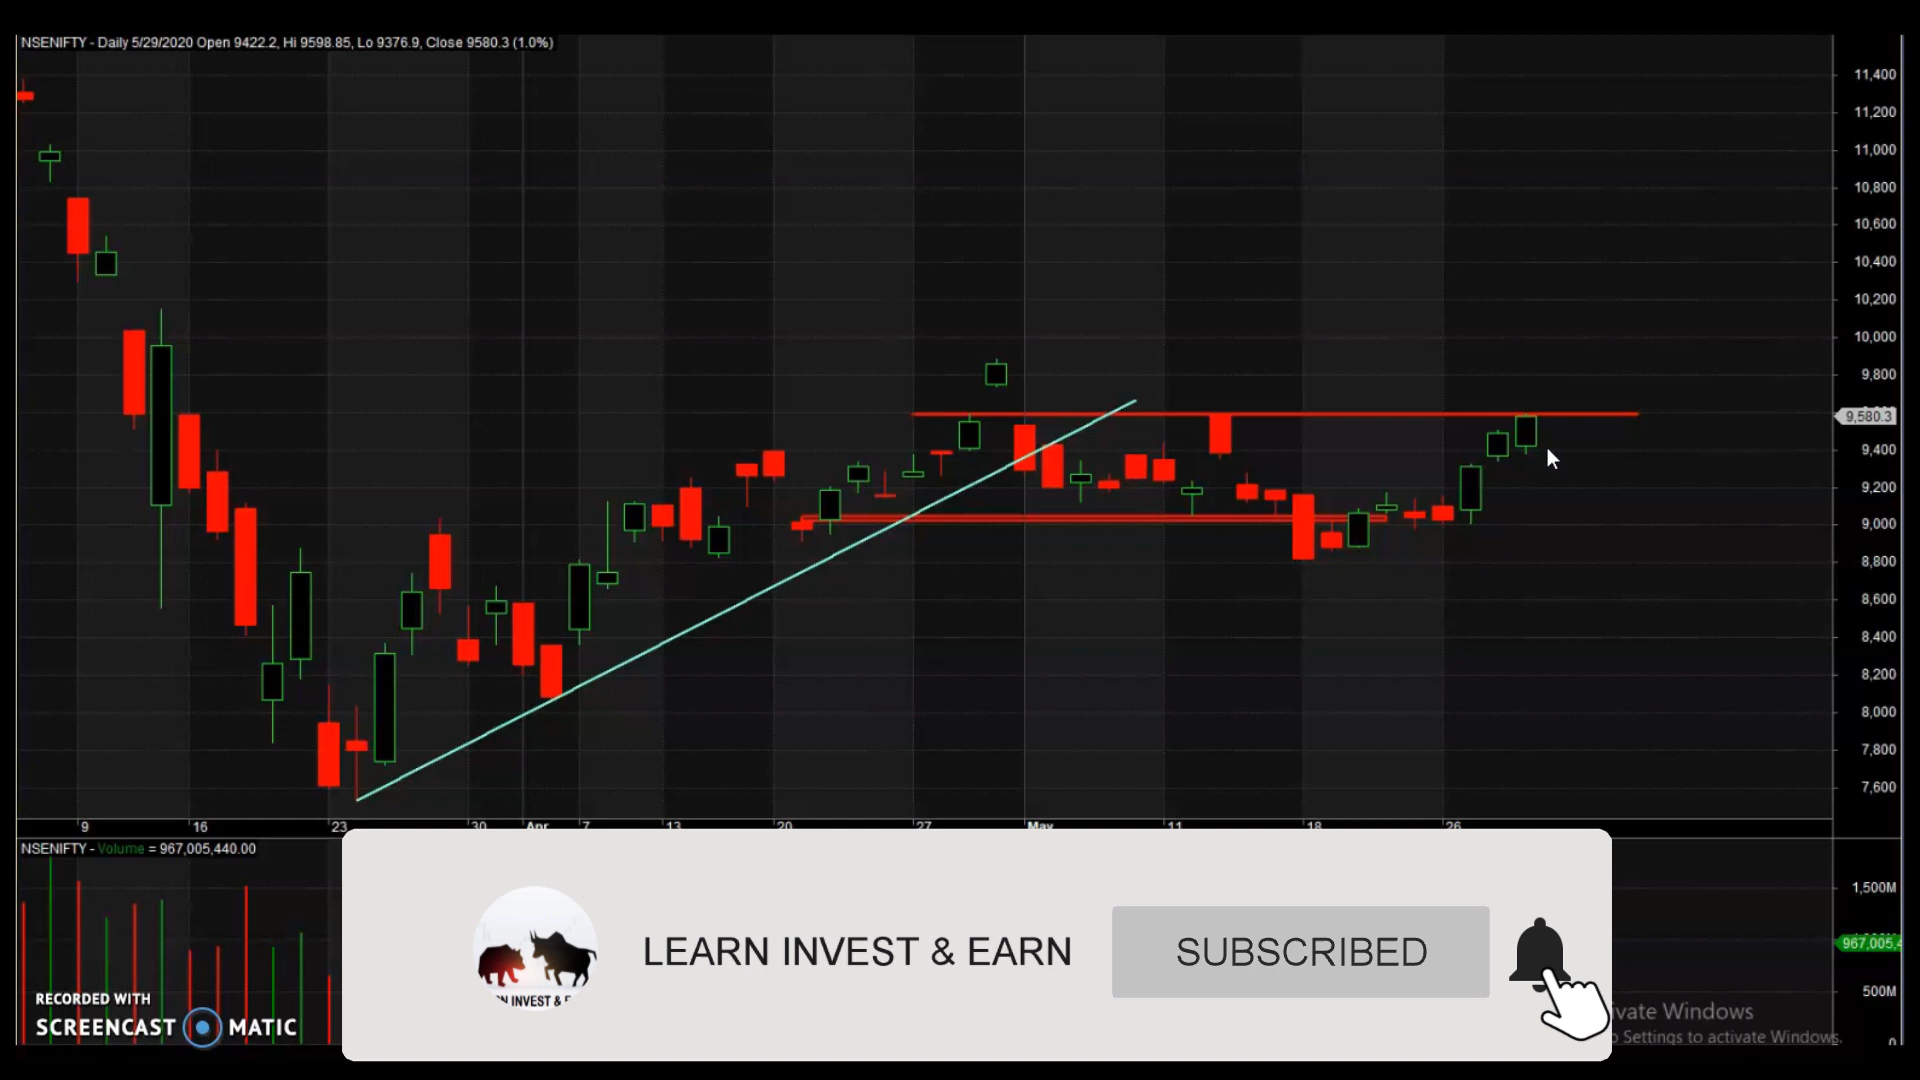 NSENIFTY - Daily 5/29/2020 Open 9422.2, Hi 9598.85, Lo 9376.9, Close 9580.3 (1.0%)
11,400
11,200
11,000
10,800
10,600
10,400
10,200
10,000
9,800
9,580.3
9,400
9,200
9,000
8,800
8,600
8,400
8,200
8,000
7,800
7,600
9 16 23 30 Apr 7 13 20 27 May 11 18 26
NSENIFTY - Volume = 967,005,440.00
1,500M
967,005,4
500M
0
LEARN INVEST & EARN
SUBSCRIBED
N INVEST & E
RECORDED WITH
SCREENCAST MATIC
ivate Windows
o Settings to activate Windows.